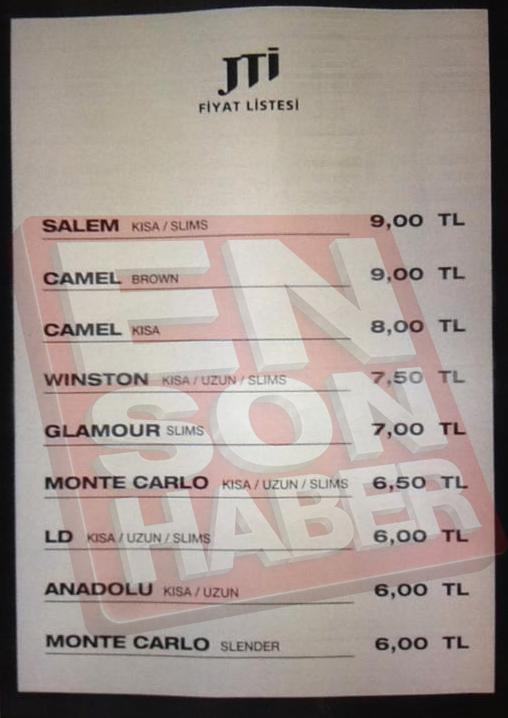 JTi
FİYAT LİSTESİ
SALEM KISA / SLIMS 9,00 TL
CAMEL BROWN 9,00 TL
CAMEL KISA 8,00 TL
WINSTON KISA / UZUN / SLIMS 7,50 TL
GLAMOUR SLIMS 7,00 TL
MONTE CARLO KISA / UZUN / SLIMS 6,50 TL
LD KISA / UZUN / SLIMS 6,00 TL
ANADOLU KISA / UZUN 6,00 TL
MONTE CARLO SLENDER 6,00 TL
EN
SON
HABER